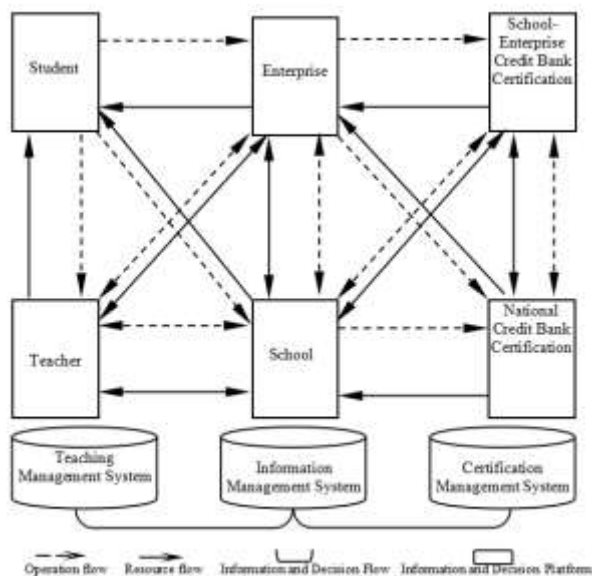 Student
Enterprise
School-
Enterprise
Credit Bank
Certification
Teacher
School
National
Credit Bank
Certification
Teaching
Management System
Information
Management System
Certification
Management System
Operation flow
Resource flow
Information and Decision Flow
Information and Decision Platform